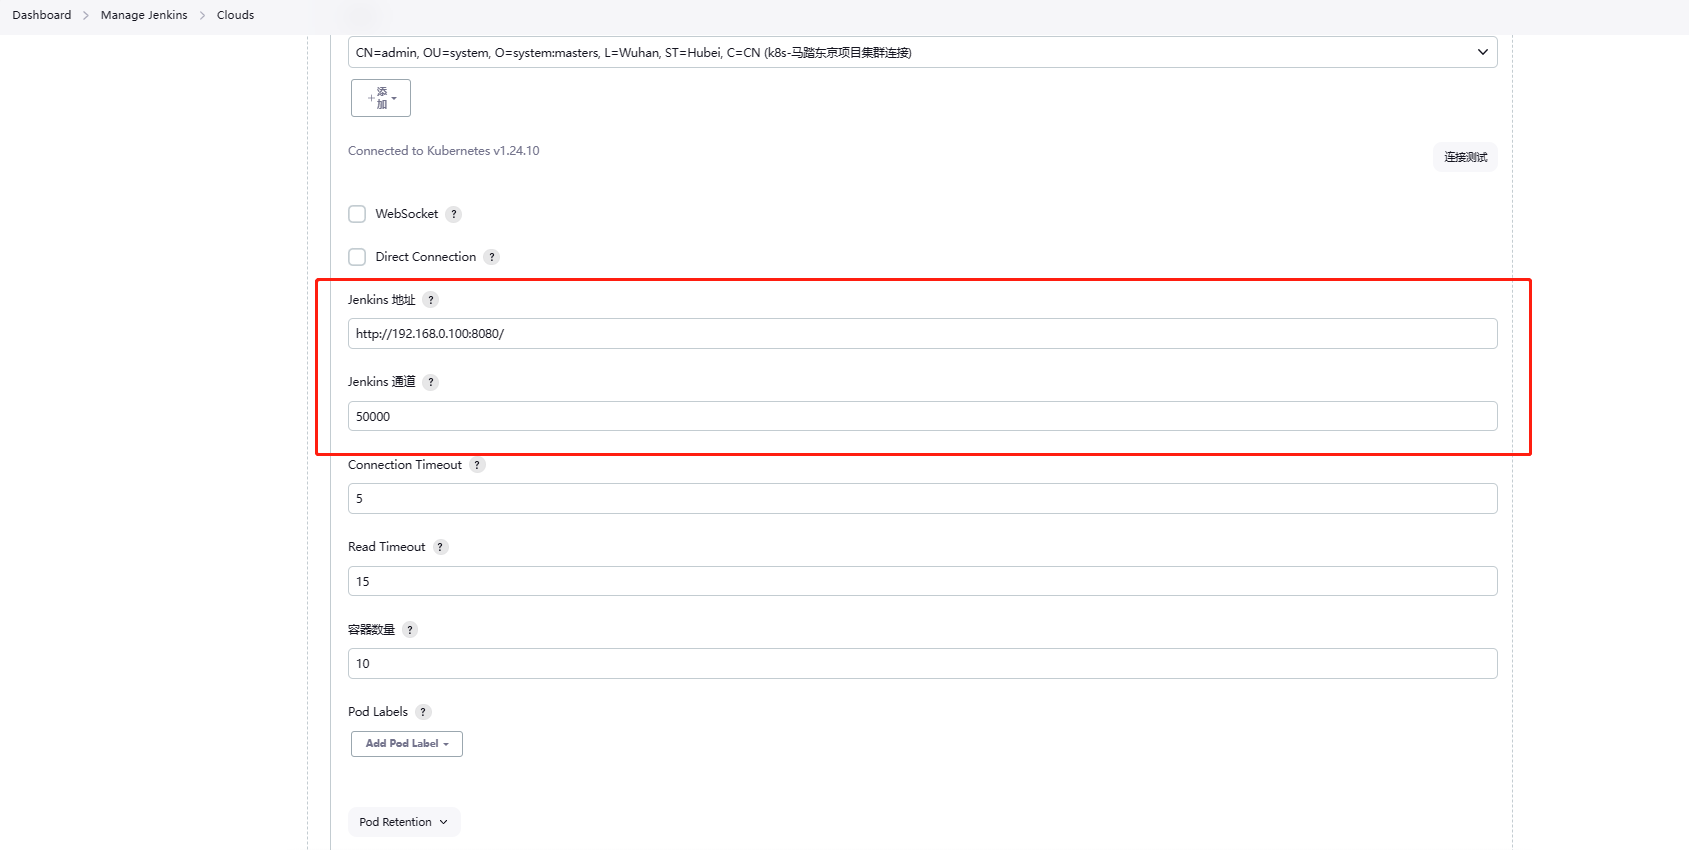 Dashboard > Manage Jenkins > Clouds
CN=admin, OU=system, O=system:masters, L=Wuhan, ST=Hubei, C=CN (k8s-马踏东京项目集群连接)
+添
加
Connected to Kubernetes v1.24.10
连接测试
WebSocket ?
Direct Connection ?
Jenkins 地址 ?
http://192.168.0.100:8080/
Jenkins 通道 ?
50000
Connection Timeout ?
5
Read Timeout ?
15
容器数量 ?
10
Pod Labels ?
Add Pod Label
Pod Retention